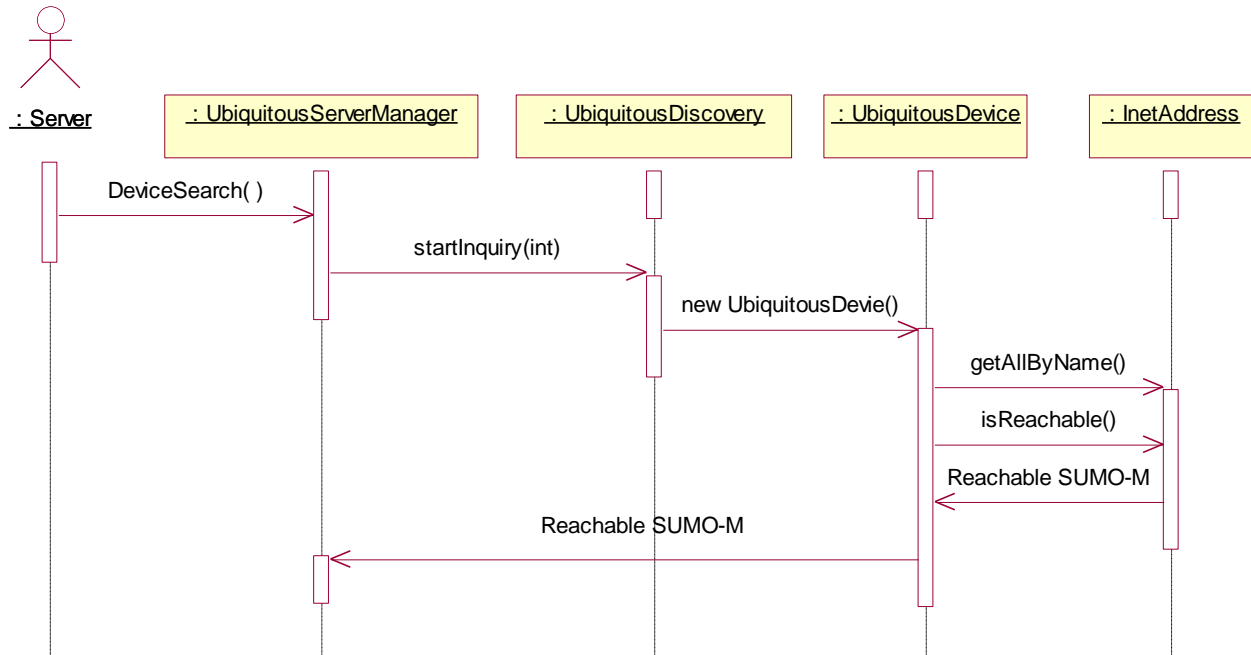 : Server
: UbiquitousServerManager
: UbiquitousDiscovery
: UbiquitousDevice
: InetAddress
DeviceSearch( )
startInquiry(int)
new UbiquitousDevie()
getAllByName()
isReachable()
Reachable SUMO-M
Reachable SUMO-M